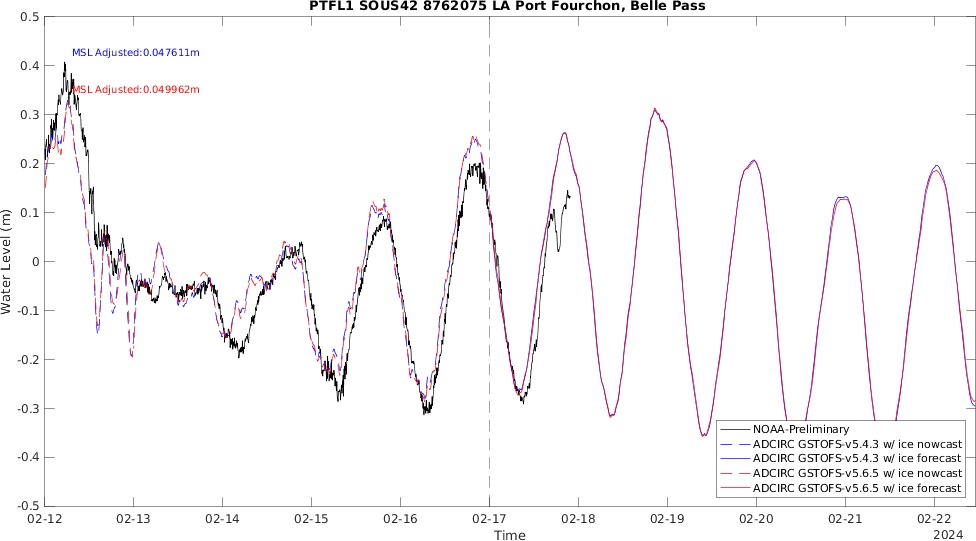 PTFL1 SOUS42 8762075 LA Port Fourchon, Belle Pass
0.5
0.4
0.3
0.2
0.1
0
-0.1
-0.2
-0.3
-0.4
-0.5
Water Level (m)
MSL Adjusted:0.047611m
MSL Adjusted:0.049962m
NOAA-Preliminary
ADCIRC GSTOFS-v5.4.3 w/ ice nowcast
ADCIRC GSTOFS-v5.4.3 w/ ice forecast
ADCIRC GSTOFS-v5.6.5 w/ ice nowcast
ADCIRC GSTOFS-v5.6.5 w/ ice forecast
02-12 02-13 02-14 02-15 02-16 02-17 02-18 02-19 02-20 02-21 02-22
Time 2024